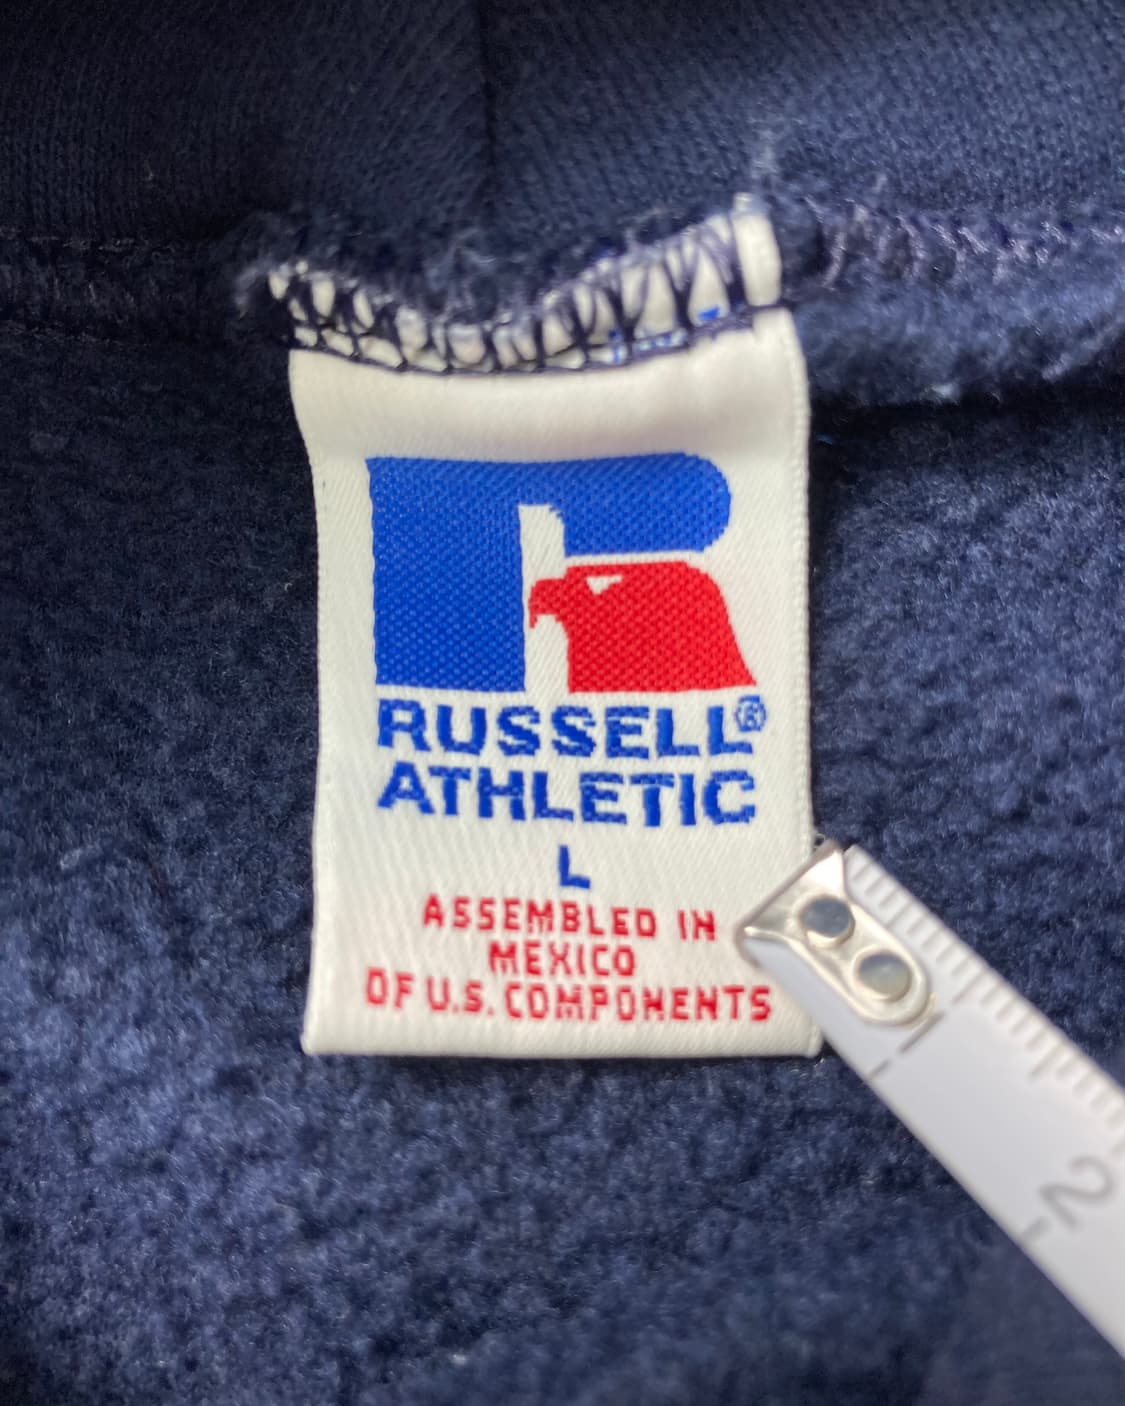 RUSSELL®
ATHLETIC
L
ASSEMBLED IN
MEXICO
OF U.S. COMPONENTS
2